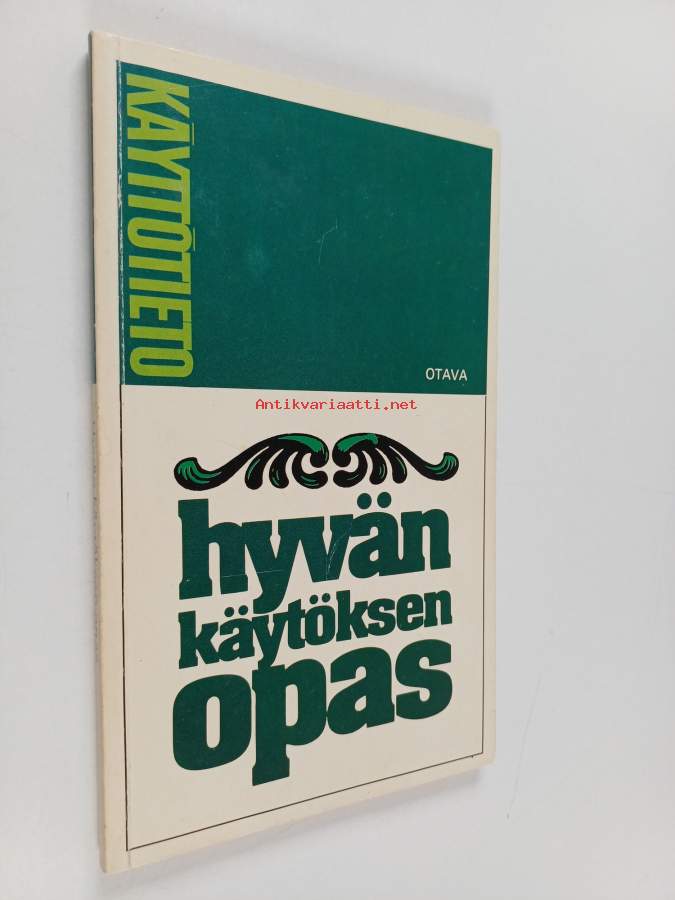 KÄYTTÖTIETO
OTAVA
Antikvariaatti.net
hyvän
käytöksen
opas